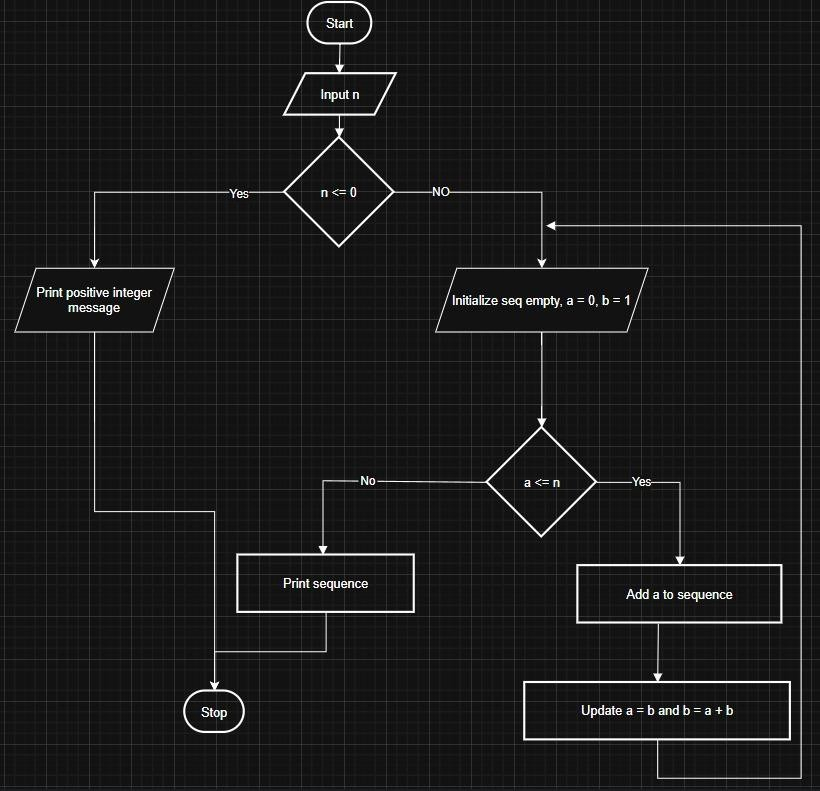 Start
Input n
n <= 0
Yes
NO
Print positive integer
message
Initialize seq empty, a = 0, b = 1
a <= n
No
Yes
Print sequence
Add a to sequence
Update a = b and b = a + b
Stop